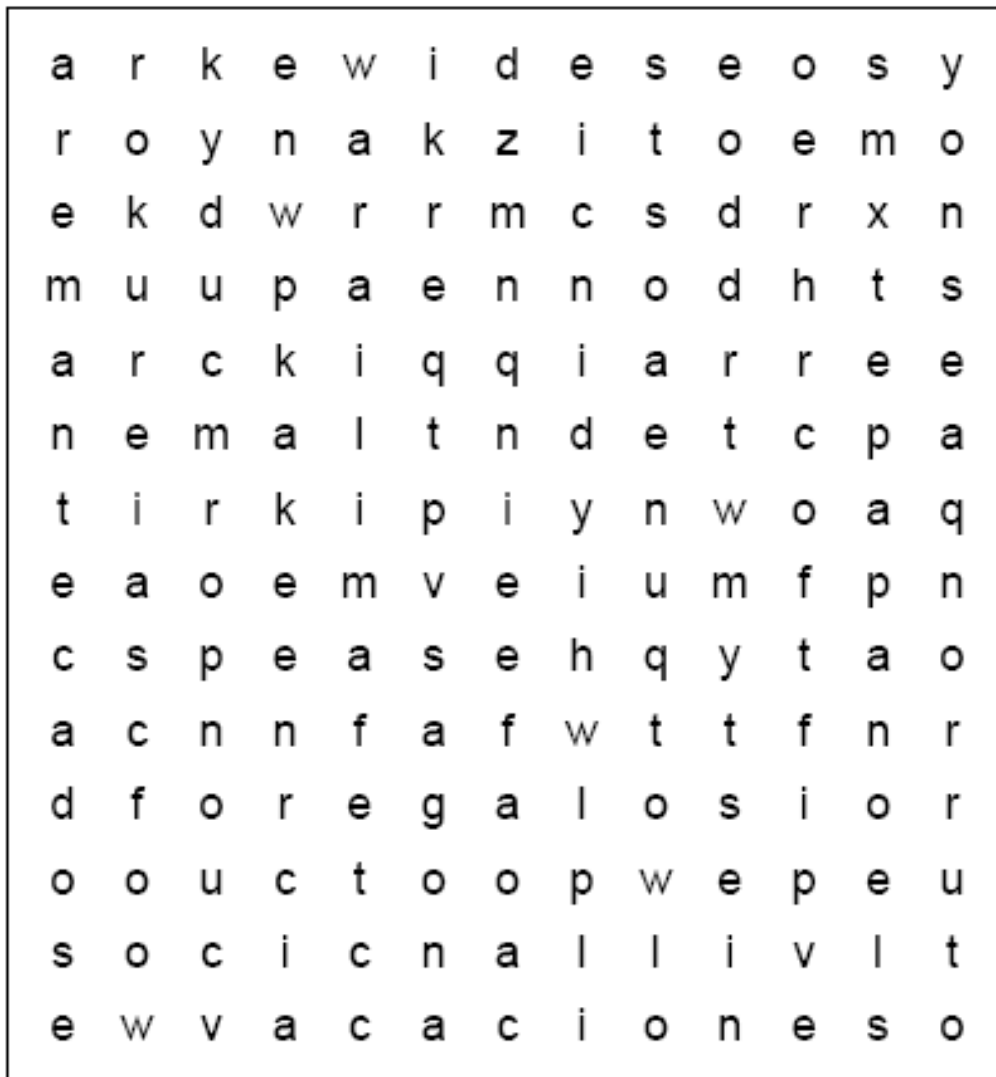 a r k e w i d e s e o s y
r o y n a k z i t o e m o
e k d w r r m c s d r x n
m u u p a e n n o d h t s
a r c k i q q i a r r e e
n e m a l t n d e t c p a
t i r k i p i y n w o a q
e a o e m v e i u m f p n
c s p e a s e h q y t a o
a c n n f a f w t t f n r
d f o r e g a l o s i o r
o o u c t o o p w e p e u
s o c i c n a l l i v l t
e w v a c a c i o n e s o